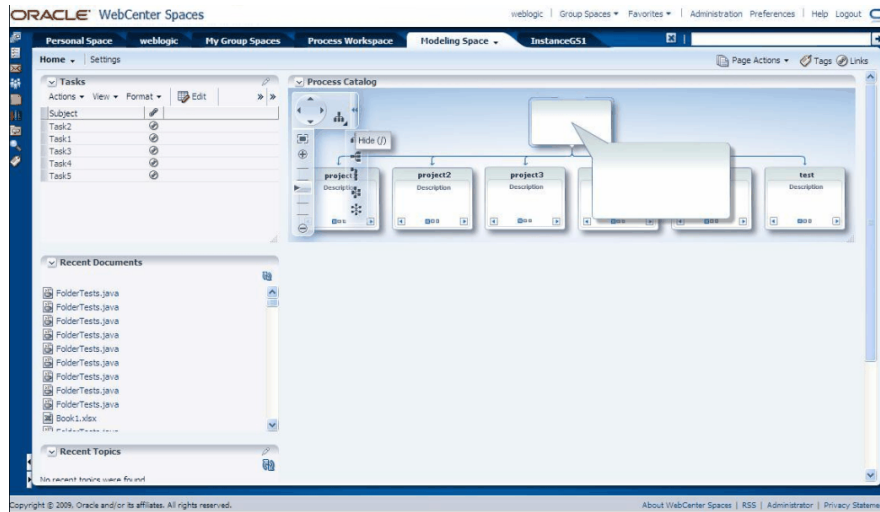 ORACLE WebCenter Spaces
weblogic | Group Spaces Favorites | Administration Preferences | Help Logout
Personal Space weblogic My Group Spaces Process Workspace Modeling Space InstanceGS1
Home Settings Page Actions Tags Links
Tasks
Actions View Format Edit » »
Subject
Task2
Task1
Task3
Task4
Task5
Process Catalog
Hide (/)
project project2 project3 test
Description Description Description
Recent Documents
FolderTests.java
FolderTests.java
FolderTests.java
FolderTests.java
FolderTests.java
FolderTests.java
FolderTests.java
FolderTests.java
FolderTests.java
Book1.xlsx
FolderTests.java
Recent Topics
No recent topics were found
Copyright © 2009, Oracle and/or its affiliates. All rights reserved.
About WebCenter Spaces | RSS | Administrator | Privacy Stateme